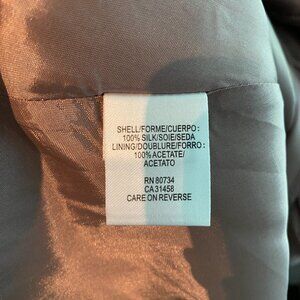 SHELL/FORME/CUERPO:
100% SILK/SOIE/SEDA
LINING/DOUBLURE/FORRO:
100% ACETATE/
ACETATO
RN 80734
CA 31458
CARE ON REVERSE